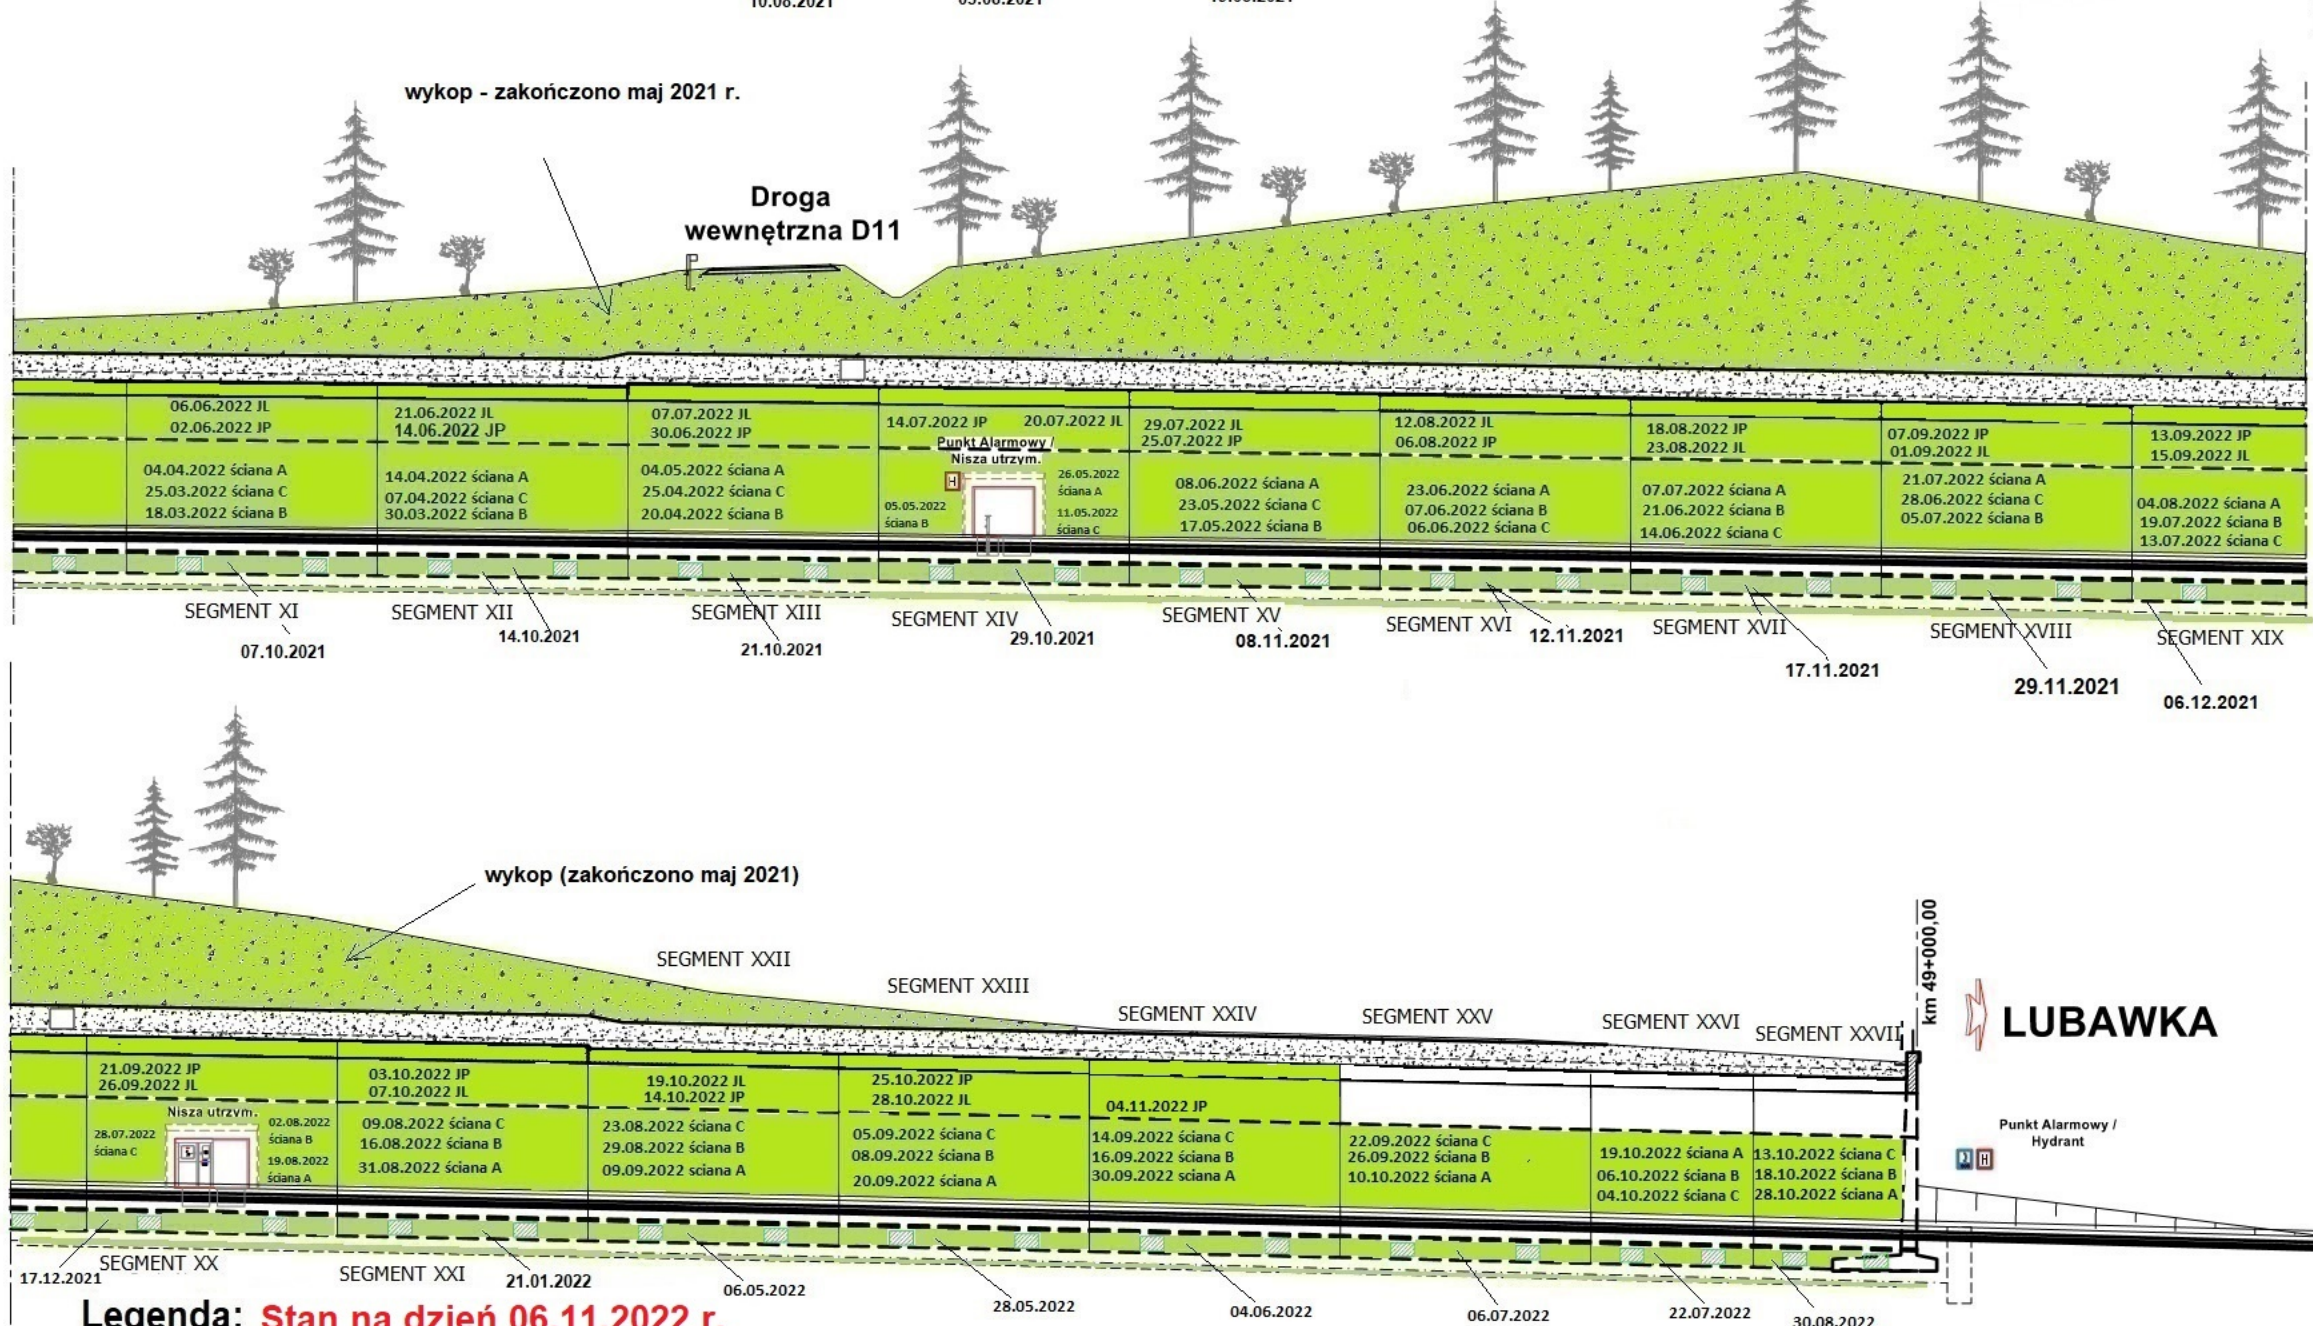 10.08.2021
wykop - zakończono maj 2021 r.
Droga
wewnętrzna D11
06.06.2022 JL
02.06.2022 JP
04.04.2022 ściana A
25.03.2022 ściana C
18.03.2022 ściana B
21.06.2022 JL
14.06.2022 JP
14.04.2022 ściana A
07.04.2022 ściana C
30.03.2022 ściana B
07.07.2022 JL
30.06.2022 JP
04.05.2022 ściana A
25.04.2022 ściana C
20.04.2022 ściana B
14.07.2022 JP
20.07.2022 JL
Punkt Alarmowy /
Nisza utrzym.
H
05.05.2022
ściana B
26.05.2022
ściana A
11.05.2022
ściana C
29.07.2022 JL
25.07.2022 JP
08.06.2022 ściana A
23.05.2022 ściana C
17.05.2022 ściana B
12.08.2022 JL
06.08.2022 JP
23.06.2022 ściana A
07.06.2022 ściana B
06.06.2022 ściana C
18.08.2022 JP
23.08.2022 JL
07.07.2022 ściana A
21.06.2022 ściana B
14.06.2022 ściana C
07.09.2022 JP
01.09.2022 JL
21.07.2022 ściana A
28.06.2022 ściana C
05.07.2022 ściana B
13.09.2022 JP
15.09.2022 JL
04.08.2022 ściana A
19.07.2022 ściana B
13.07.2022 ściana C
SEGMENT XI
07.10.2021
SEGMENT XII
14.10.2021
SEGMENT XIII
21.10.2021
SEGMENT XIV
29.10.2021
SEGMENT XV
08.11.2021
SEGMENT XVI
12.11.2021
SEGMENT XVII
17.11.2021
SEGMENT XVIII
29.11.2021
SEGMENT XIX
06.12.2021
wykop (zakończono maj 2021)
SEGMENT XXII
SEGMENT XXIII
SEGMENT XXIV
SEGMENT XXV
SEGMENT XXVI
SEGMENT XXVII
km 49+000,00
LUBAWKA
21.09.2022 JP
26.09.2022 JL
Nisza utrzym.
28.07.2022
ściana C
02.08.2022
ściana B
19.08.2022
ściana A
03.10.2022 JP
07.10.2022 JL
09.08.2022 ściana C
16.08.2022 ściana B
31.08.2022 ściana A
19.10.2022 JL
14.10.2022 JP
23.08.2022 ściana C
29.08.2022 ściana B
09.09.2022 sciana A
25.10.2022 JP
28.10.2022 JL
05.09.2022 ściana C
08.09.2022 ściana B
20.09.2022 ściana A
04.11.2022 JP
14.09.2022 ściana C
16.09.2022 ściana B
30.09.2022 ściana A
22.09.2022 ściana C
26.09.2022 ściana B
10.10.2022 ściana A
19.10.2022 ściana A
06.10.2022 ściana B
04.10.2022 ściana C
13.10.2022 ściana C
18.10.2022 ściana B
28.10.2022 ściana A
Punkt Alarmowy /
Hydrant
H
17.12.2021
SEGMENT XX
SEGMENT XXI
21.01.2022
06.05.2022
28.05.2022
04.06.2022
06.07.2022
22.07.2022
30.08.2022
Legenda: Stan na dzień 06.11.2022 r.